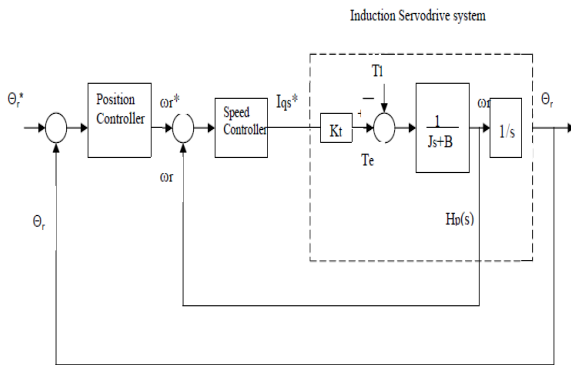 Induction Servodrive system
Tl
Θr*
Position
Controller
ωr*
Speed
Controller
Iqs*
Kt
+
–
Te
1
Js+B
ωr
1/s
Θr
ωr
Θr
Hp(s)